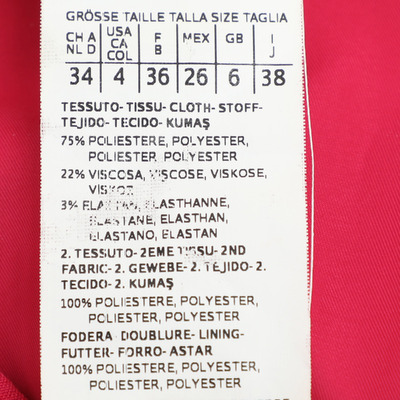 GRÖSSE TAILLE TALLA SIZE TAGLIA
CH A NL D USA CA COL F B MEX GB I J
34 4 36 26 6 38
TESSUTO- TISSU- CLOTH- STOFF-
TEJIDO- TECIDO- KUMAŞ
75% POLIESTERE, POLYESTER,
POLIESTER, POLYESTER
22% VISCOSA, VISCOSE, VISKOSE,
VİSKOZ
3% ELASTAN, ELASTHANNE,
ELASTANE, ELASTHAN,
ELASTANO, ELASTAN
2. TESSUTO- 2EME TISSU- 2ND
FABRIC- 2. GEWEBE- 2. TEJIDO- 2.
TECIDO- 2. KUMAŞ
100% POLIESTERE, POLYESTER,
POLIESTER, POLYESTER
FODERA- DOUBLURE- LINING-
FUTTER- FORRO- ASTAR
100% POLIESTERE, POLYESTER,
POLIESTER, POLYESTER